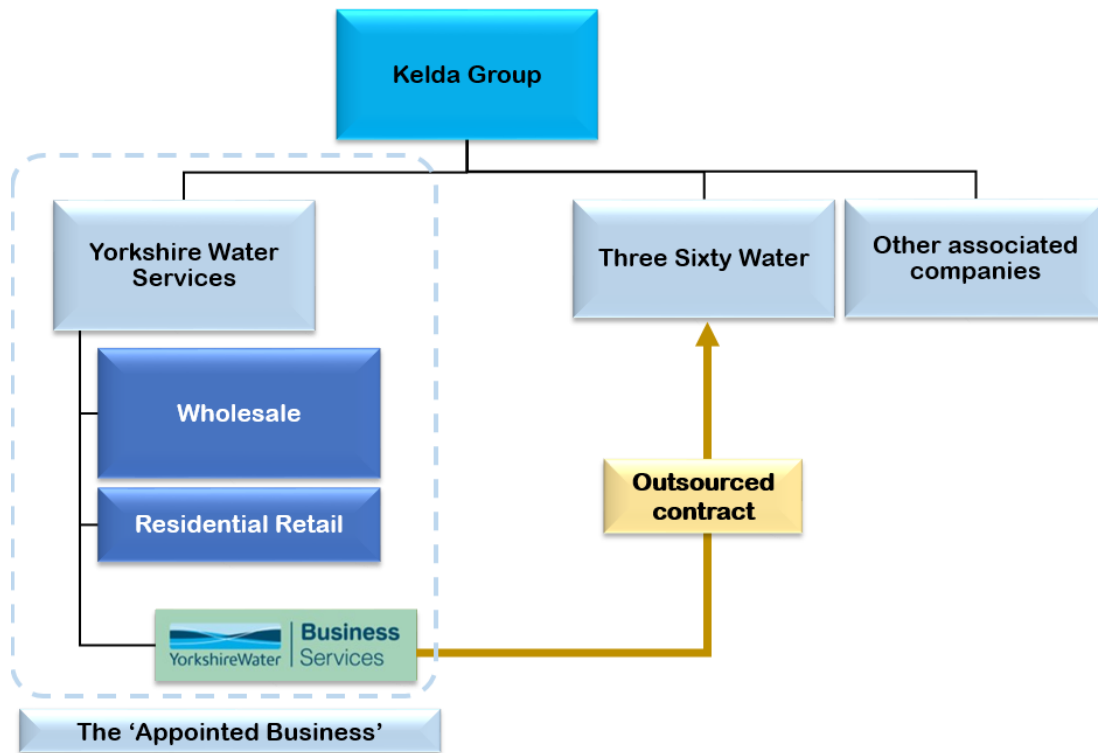 Kelda Group
Yorkshire Water
Services
Three Sixty Water
Other associated
companies
Wholesale
Residential Retail
Outsourced
contract
YorkshireWater
Business
Services
The ‘Appointed Business’